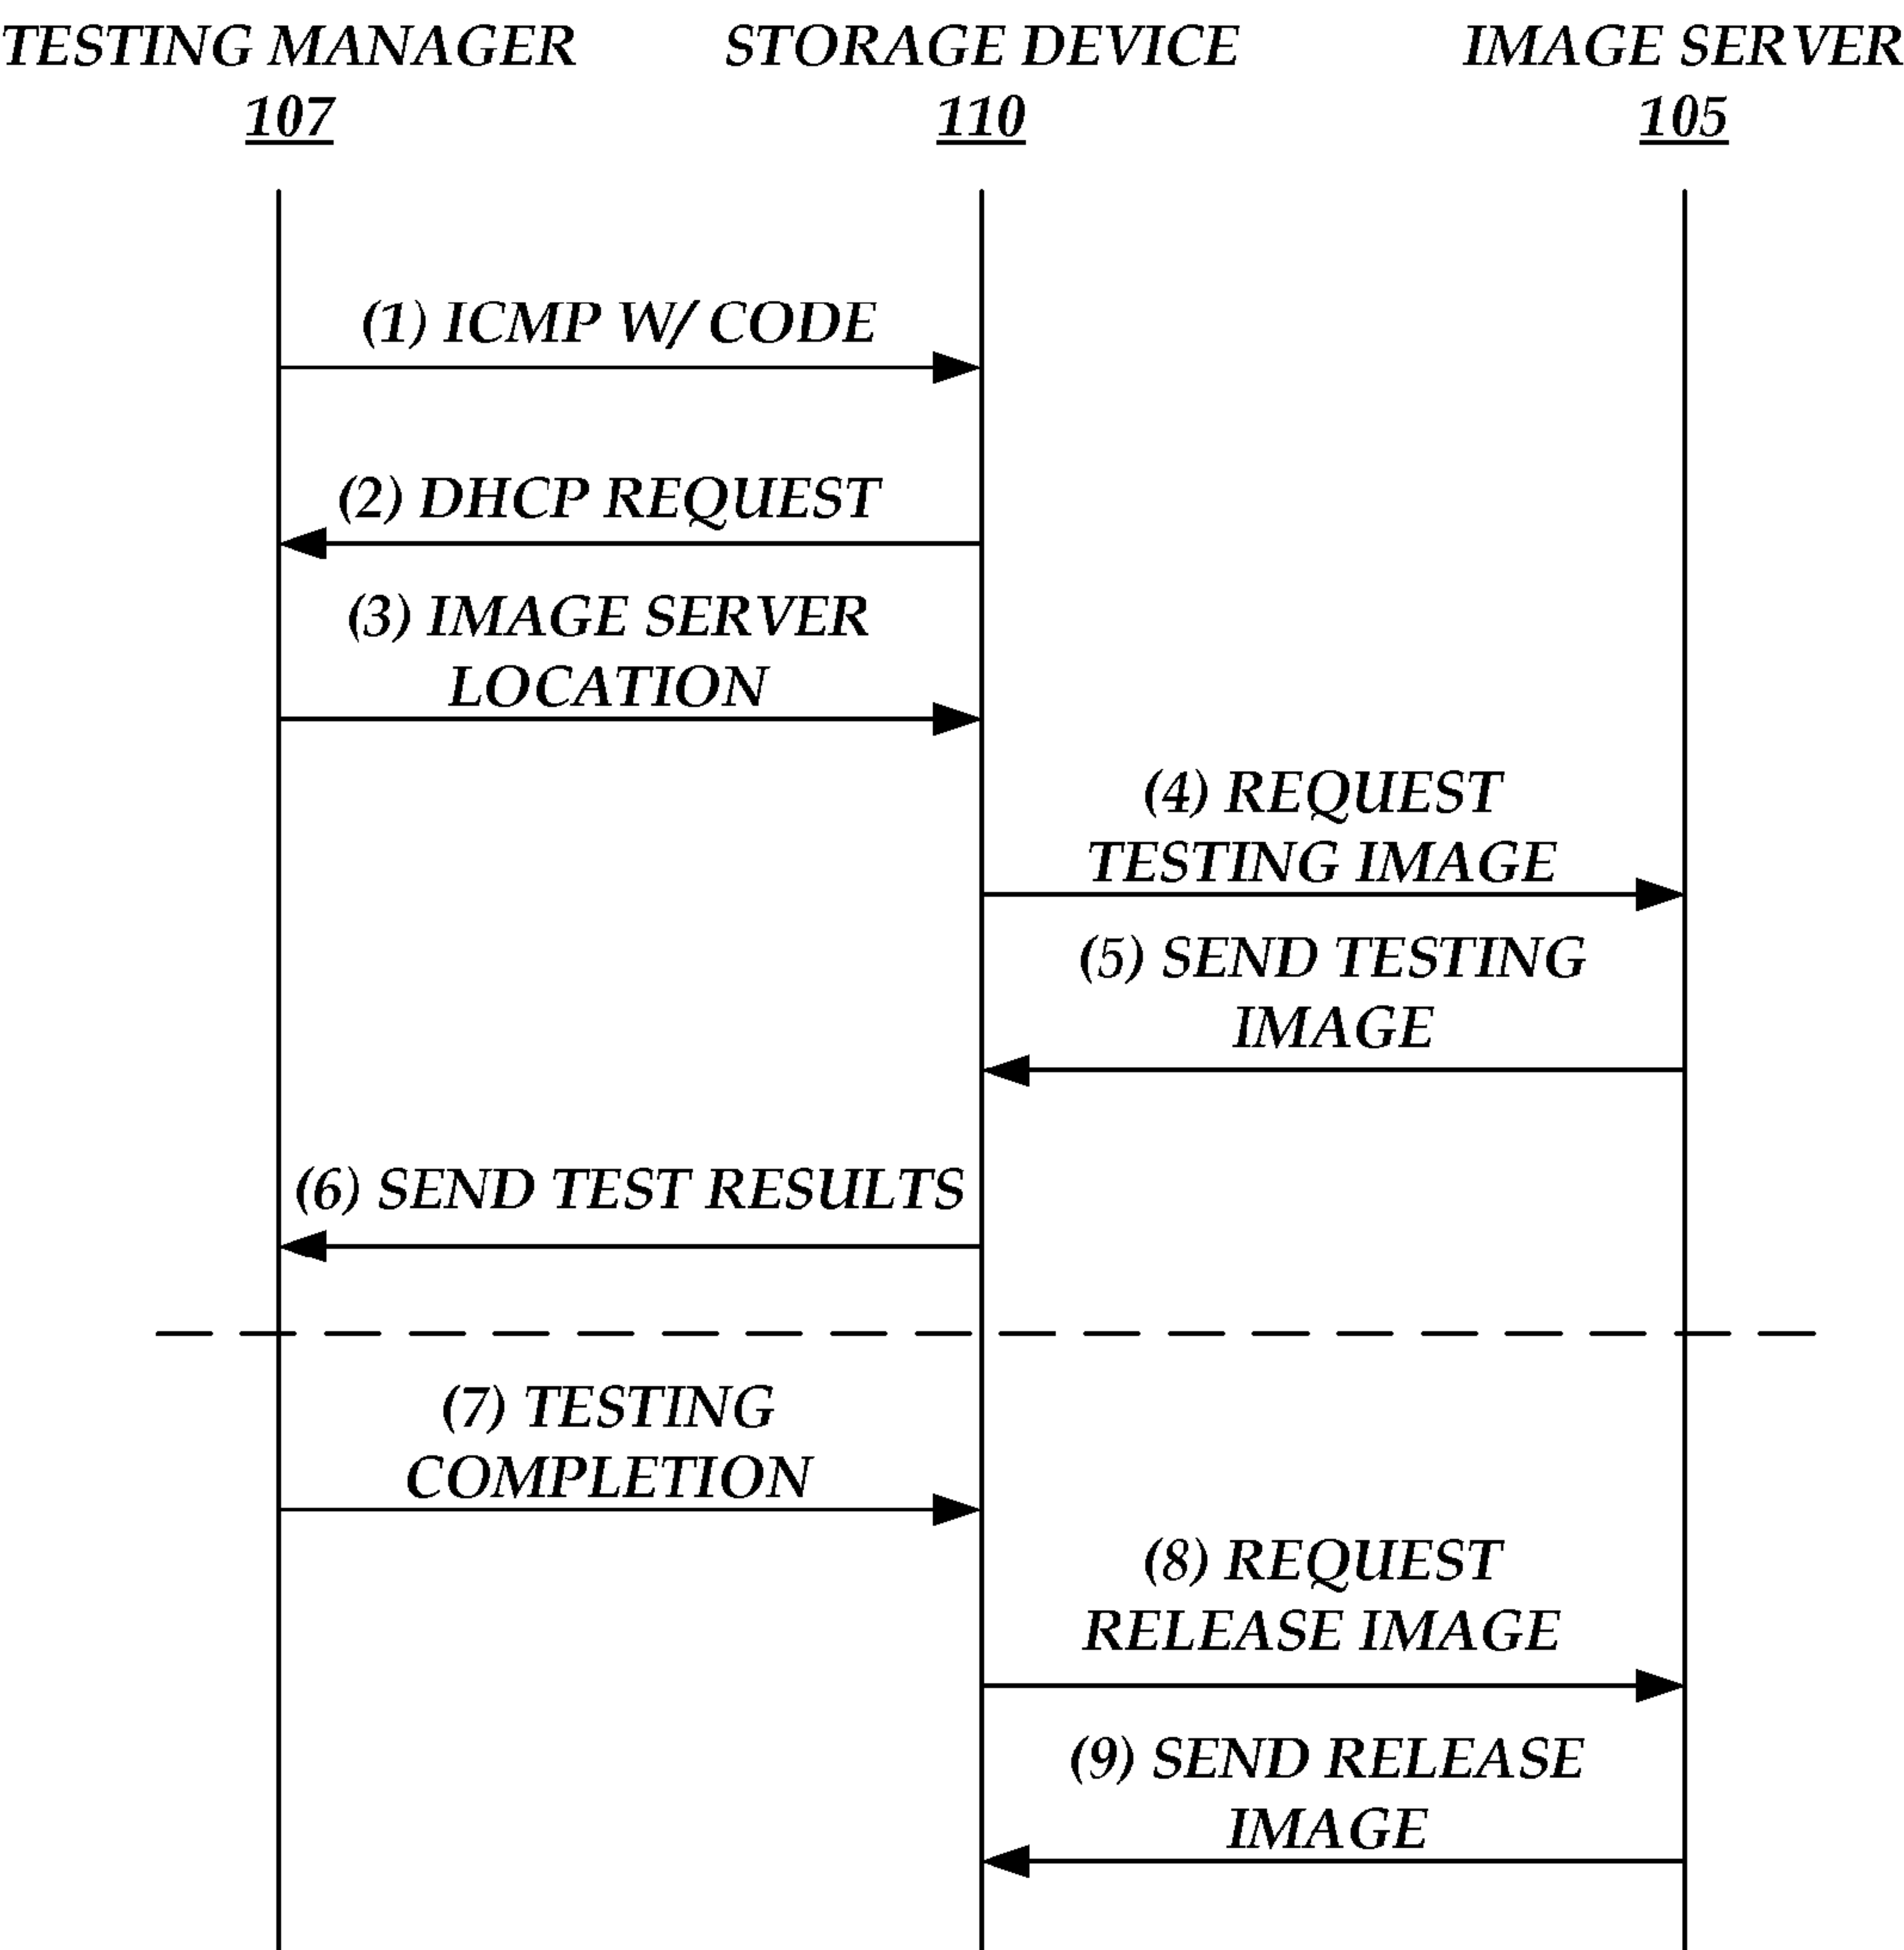 TESTING MANAGER
107
STORAGE DEVICE
110
IMAGE SERVER
105
(1) ICMP W/ CODE
(2) DHCP REQUEST
(3) IMAGE SERVER
LOCATION
(4) REQUEST
TESTING IMAGE
(5) SEND TESTING
IMAGE
(6) SEND TEST RESULTS
(7) TESTING
COMPLETION
(8) REQUEST
RELEASE IMAGE
(9) SEND RELEASE
IMAGE